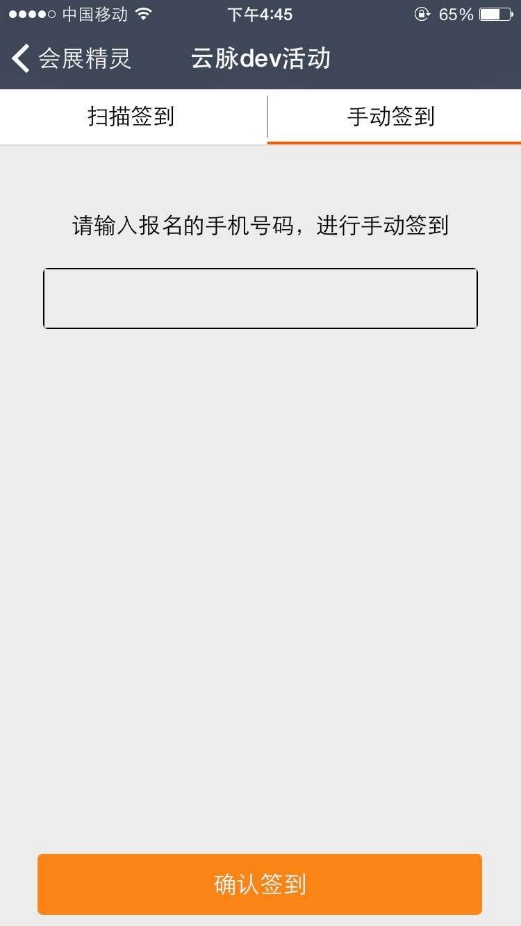 中国移动 下午4:45 65%
会展精灵 云脉dev活动
扫描签到 手动签到
请输入报名的手机号码，进行手动签到
确认签到